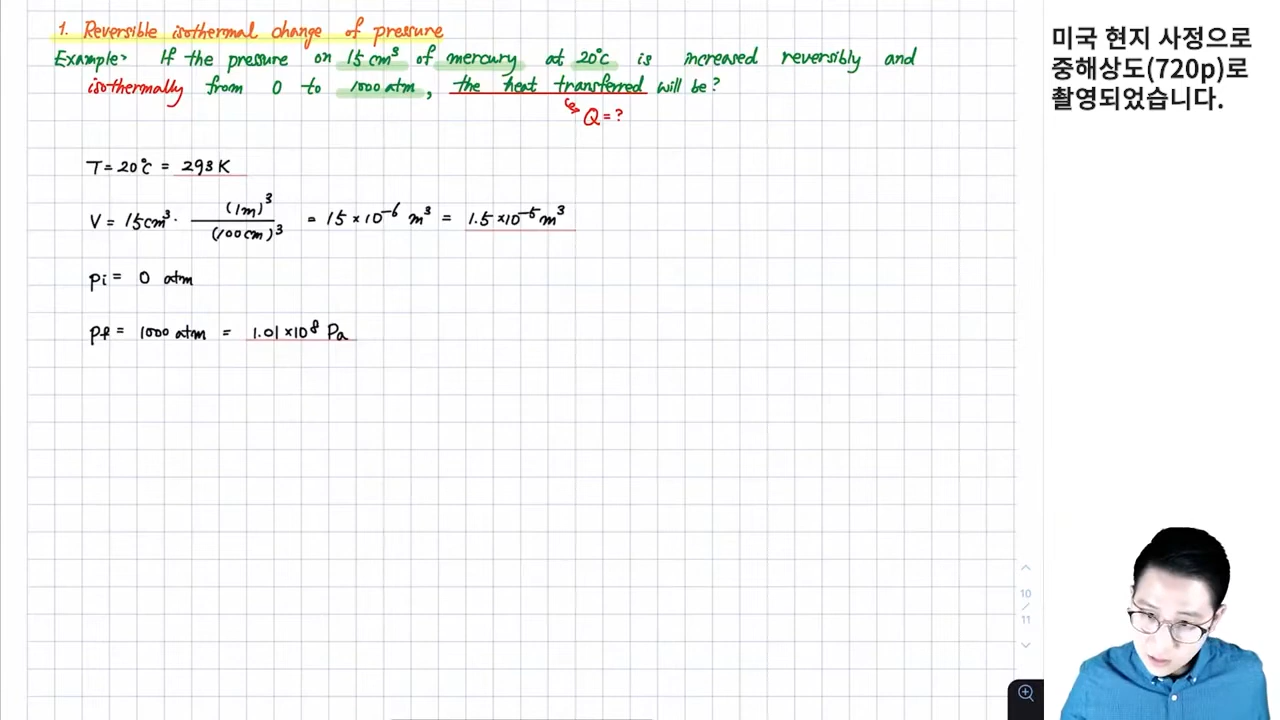 1. Reversible isothermal change of pressure
Example> If the pressure on 15 cm³ of mercury at 20°C is increased reversibly and
isothermally from 0 to 1000 atm, the heat transferred will be?
↳ Q = ?
T = 20°C = 293 K
V = 15 cm³ · (1m)³ / (100cm)³ = 15 × 10⁻⁶ m³ = 1.5 × 10⁻⁵ m³
pi = 0 atm
pf = 1000 atm = 1.01 × 10⁸ Pa
미국 현지 사정으로
중해상도(720p)로
촬영되었습니다.
10
/
11